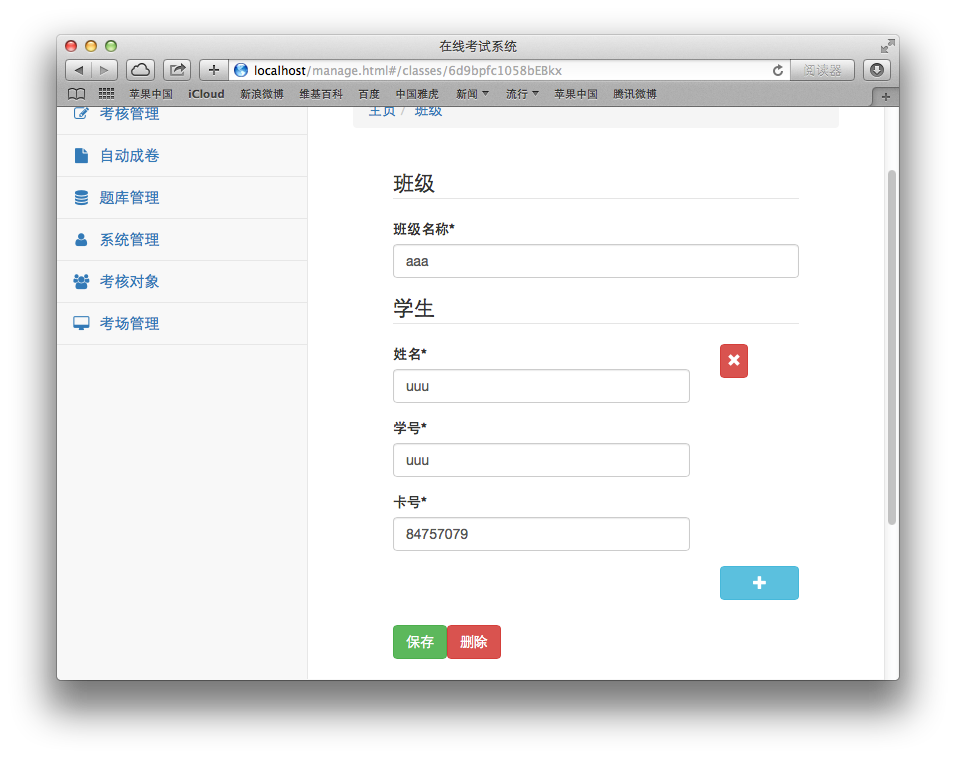 在线考试系统
localhost/manage.html#/classes/6d9bpfc1058bEBkx
阅读器
苹果中国 iCloud 新浪微博 维基百科 百度 中国雅虎 新闻 流行 苹果中国 腾讯微博
考核管理
自动成卷
题库管理
系统管理
考核对象
考场管理
主页 / 班级
班级
班级名称*
aaa
学生
姓名*
uuu
学号*
uuu
卡号*
84757079
保存 删除